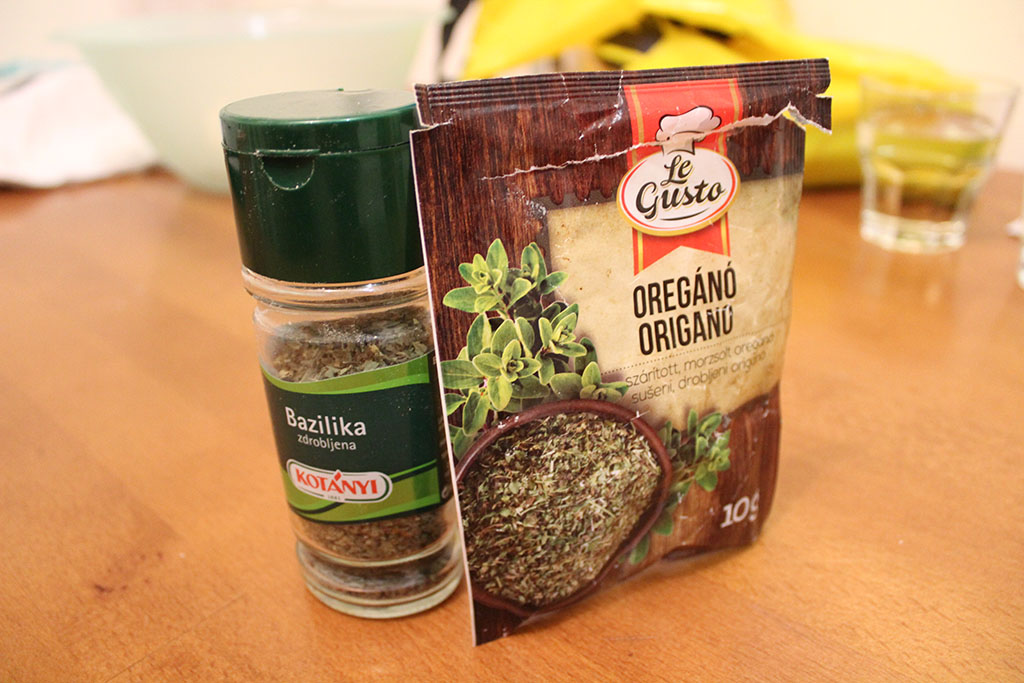 Bazilika
zdrobljena
KOTÁNYI
Le
Gusto
OREGÁNÓ
ORIGANO
szárított, morzsolt oregánó
sušeni, drobljeni origano
10g